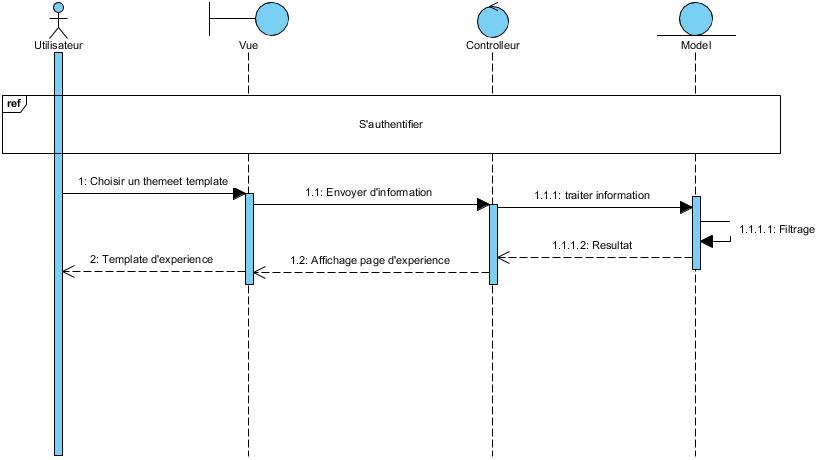 Utilisateur
Vue
Controlleur
Model
ref
S'authentifier
1: Choisir un themeet template
1.1: Envoyer d'information
1.1.1: traiter information
1.1.1.1: Filtrage
1.1.1.2: Resultat
1.2: Affichage page d'experience
2: Template d'experience